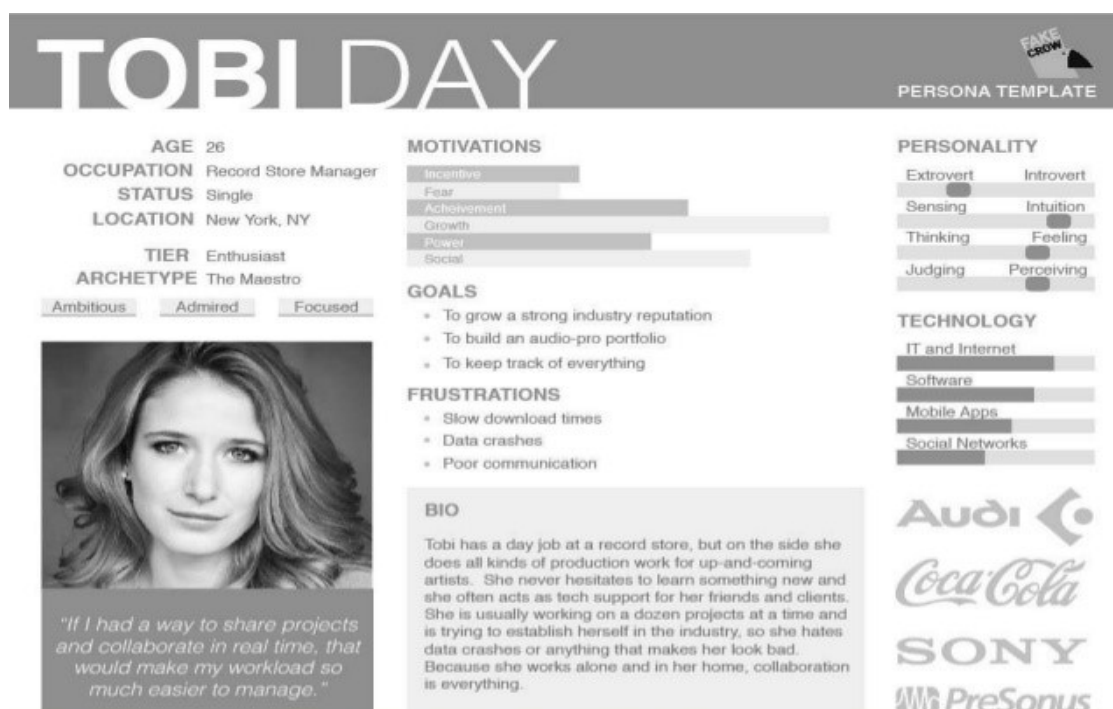 TOBI DAY
FAKE
CROW
PERSONA TEMPLATE
AGE 26
OCCUPATION Record Store Manager
STATUS Single
LOCATION New York, NY
TIER Enthusiast
ARCHETYPE The Maestro
Ambitious Admired Focused
"If I had a way to share projects
and collaborate in real time, that
would make my workload so
much easier to manage."
MOTIVATIONS
Incentive
Fear
Acheivement
Growth
Power
Social
GOALS
To grow a strong industry reputation
To build an audio-pro portfolio
To keep track of everything
FRUSTRATIONS
Slow download times
Data crashes
Poor communication
BIO
Tobi has a day job at a record store, but on the side she
does all kinds of production work for up-and-coming
artists. She never hesitates to learn something new and
she often acts as tech support for her friends and clients.
She is usually working on a dozen projects at a time and
is trying to establish herself in the industry, so she hates
data crashes or anything that makes her look bad.
Because she works alone and in her home, collaboration
is everything.
PERSONALITY
Extrovert Introvert
Sensing Intuition
Thinking Feeling
Judging Perceiving
TECHNOLOGY
IT and Internet
Software
Mobile Apps
Social Networks
AUDI
Coca-Cola
SONY
PreSonus